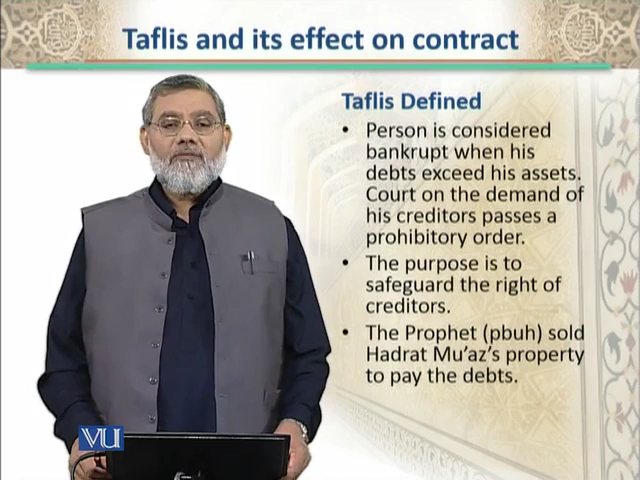 Taflis and its effect on contract
Taflis Defined
• Person is considered
bankrupt when his
debts exceed his assets.
Court on the demand of
his creditors passes a
prohibitory order.
• The purpose is to
safeguard the right of
creditors.
• The Prophet (pbuh) sold
Hadrat Mu’az’s property
to pay the debts.
VU